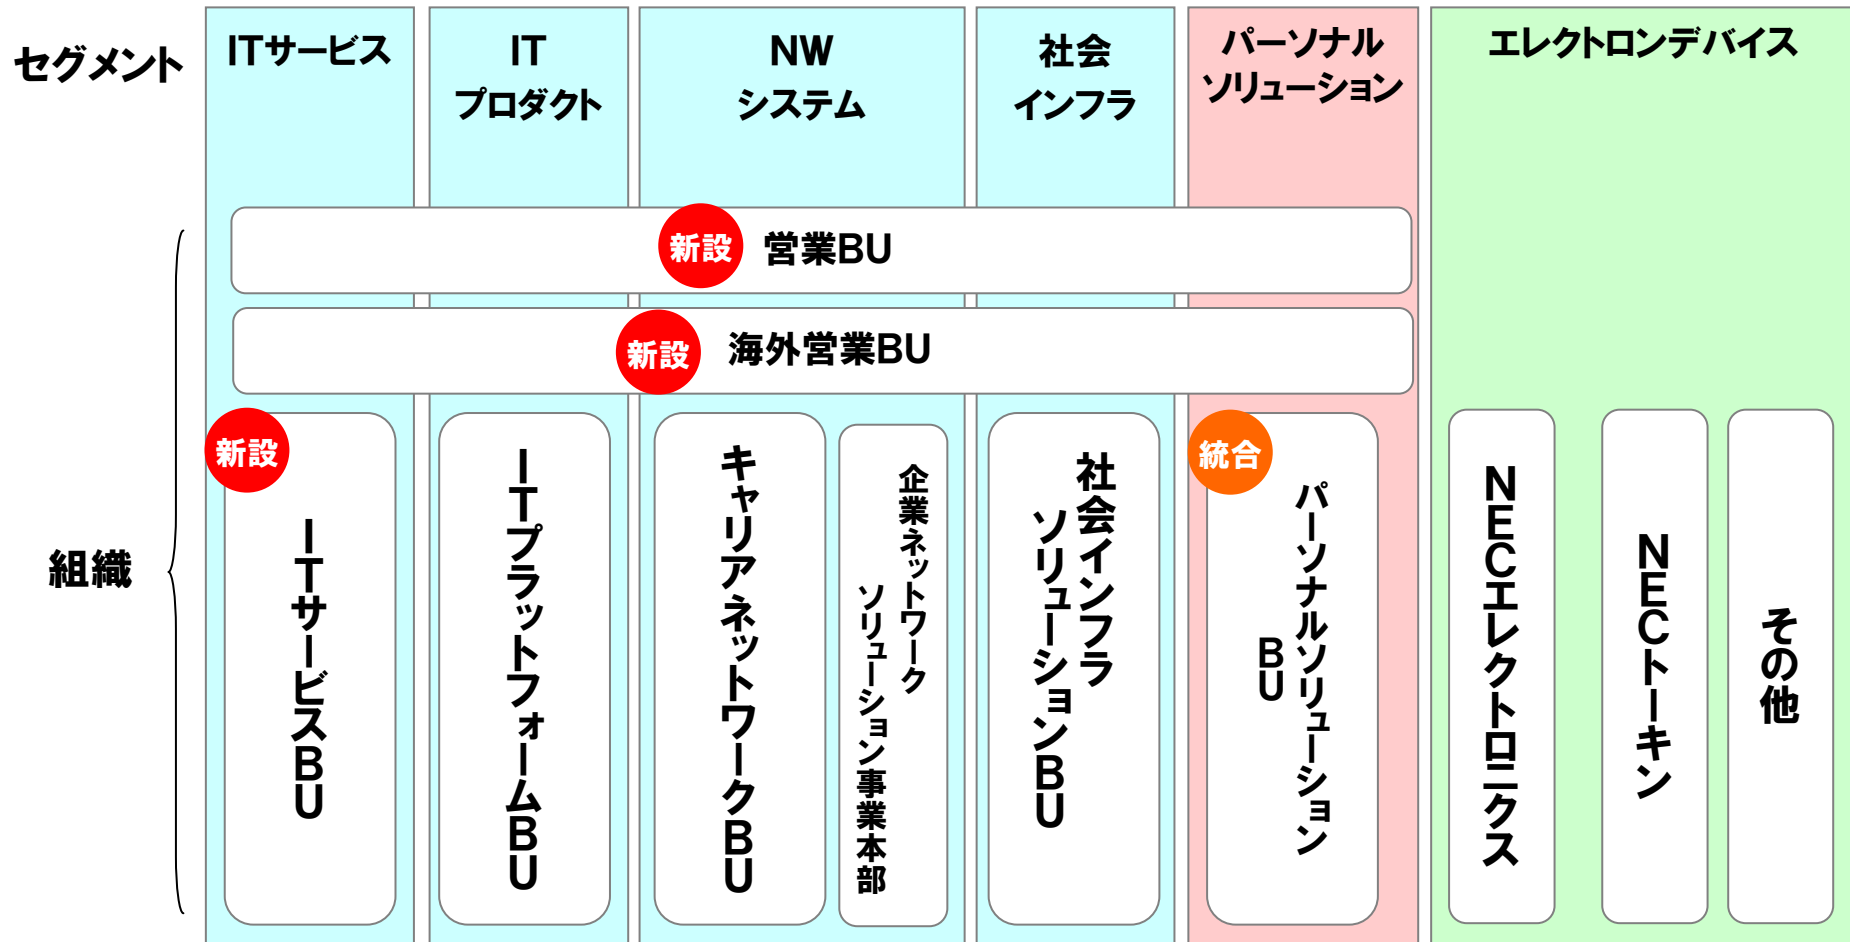 セグメント
ITサービス
IT
プロダクト
NW
システム
社会
インフラ
パーソナル
ソリューション
エレクトロンデバイス
組織
新設
営業BU
新設
海外営業BU
新設
ITサービスBU
ITプラットフォームBU
キャリアネットワークBU
企業ネットワーク
ソリューション事業本部
社会インフラ
ソリューションBU
統合
パーソナルソリューション
BU
NECエレクトロニクス
NECトーキン
その他